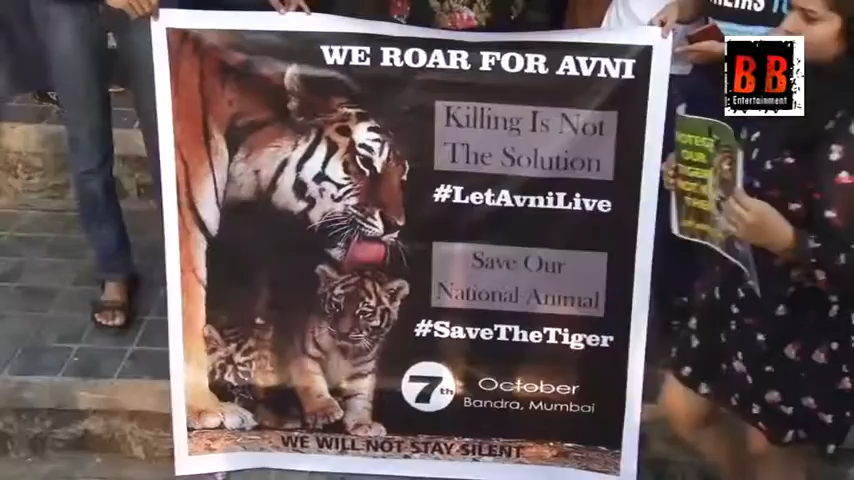 WE ROAR FOR AVNI
Killing Is Not
The Solution
#LetAvniLive
Save Our
National Animal
#SaveTheTiger
7th October
Bandra, Mumbai
WE WILL NOT STAY SILENT
BB
Entertainment